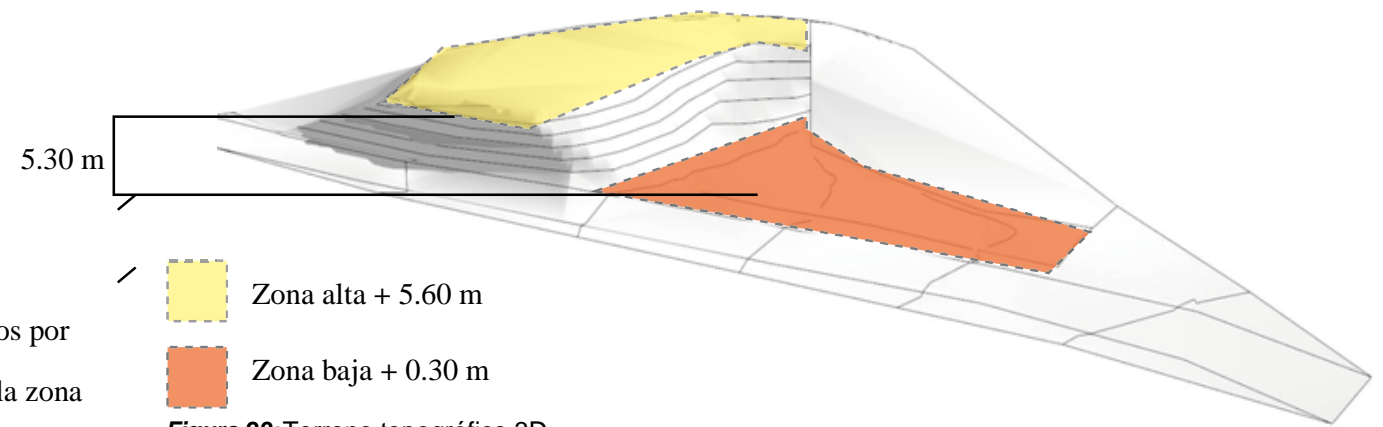 5.30 m
Zona alta + 5.60 m
os por
Zona baja + 0.30 m
la zona
Terreno topográfico 3D